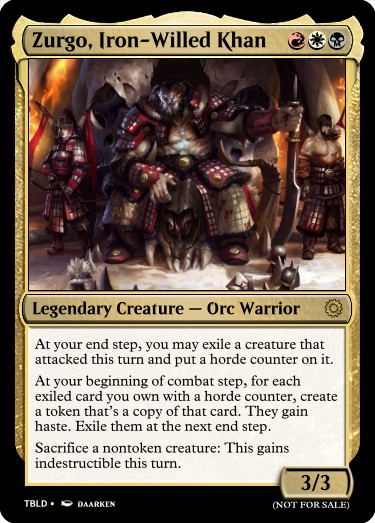 Zurgo, Iron-Willed Khan
Legendary Creature — Orc Warrior
At your end step, you may exile a creature that
attacked this turn and put a horde counter on it.
At your beginning of combat step, for each
exiled card you own with a horde counter, create
a token that's a copy of that card. They gain
haste. Exile them at the next end step.
Sacrifice a nontoken creature: This gains
indestructible this turn.
3/3
TBLD • DAARKEN
(NOT FOR SALE)